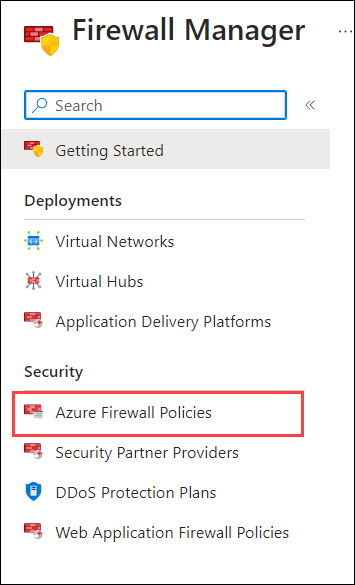 Firewall Manager
...
Search
«
Getting Started
Deployments
Virtual Networks
Virtual Hubs
Application Delivery Platforms
Security
Azure Firewall Policies
Security Partner Providers
DDoS Protection Plans
Web Application Firewall Policies